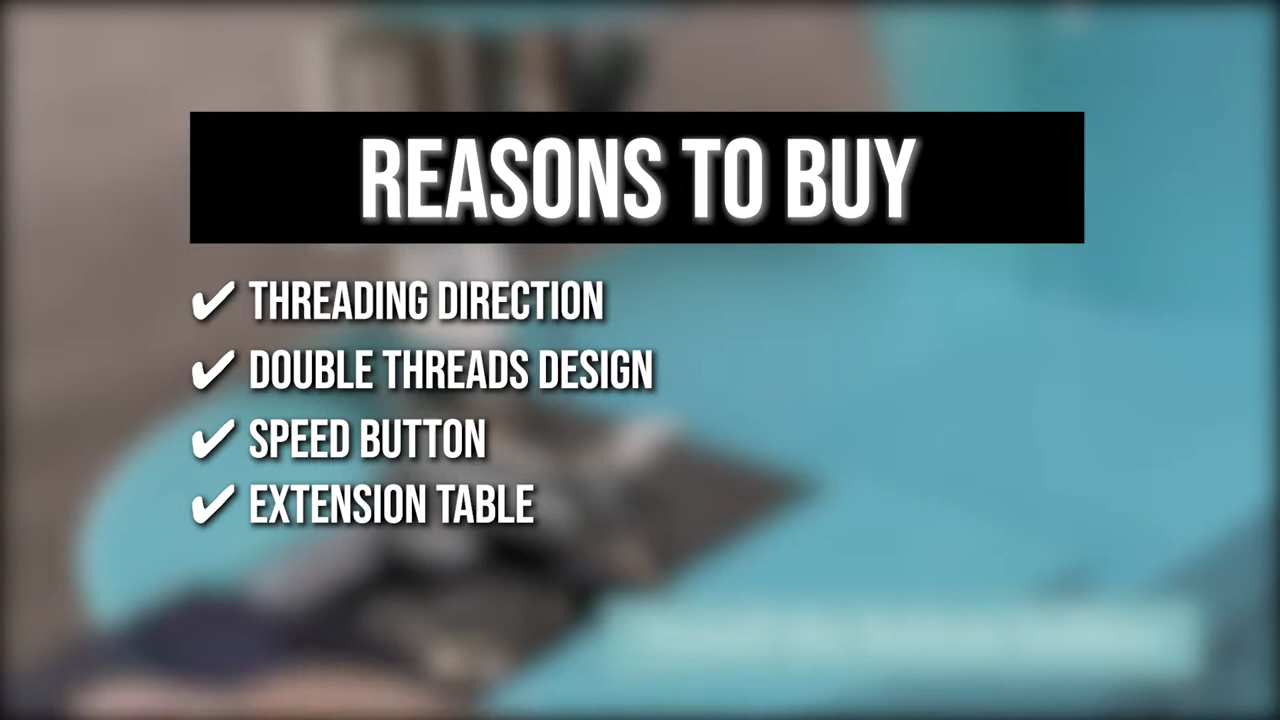 REASONS TO BUY
✔ THREADING DIRECTION
✔ DOUBLE THREADS DESIGN
✔ SPEED BUTTON
✔ EXTENSION TABLE